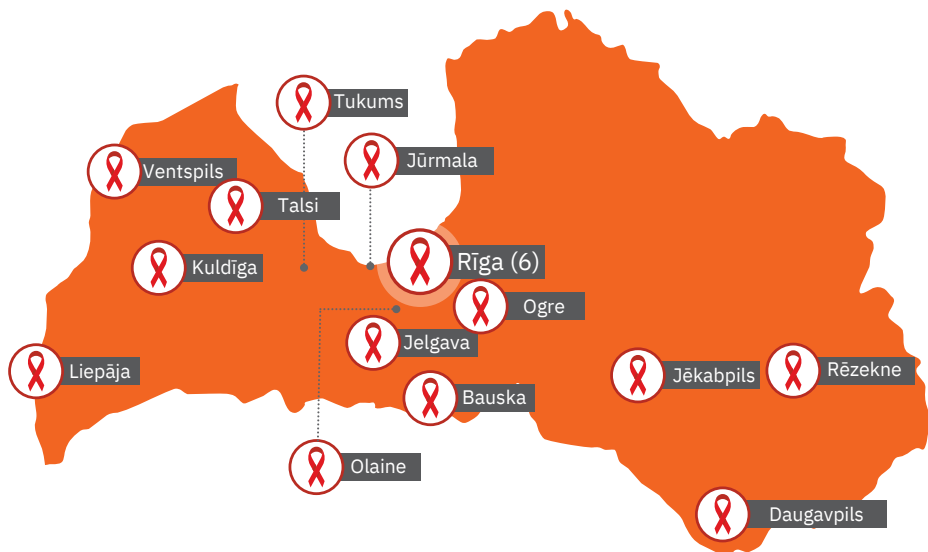 Tukums
Jūrmala
Ventspils
Talsi
Rīga (6)
Kuldīga
Ogre
Jelgava
Liepāja
Jēkabpils
Rēzekne
Bauska
Olaine
Daugavpils